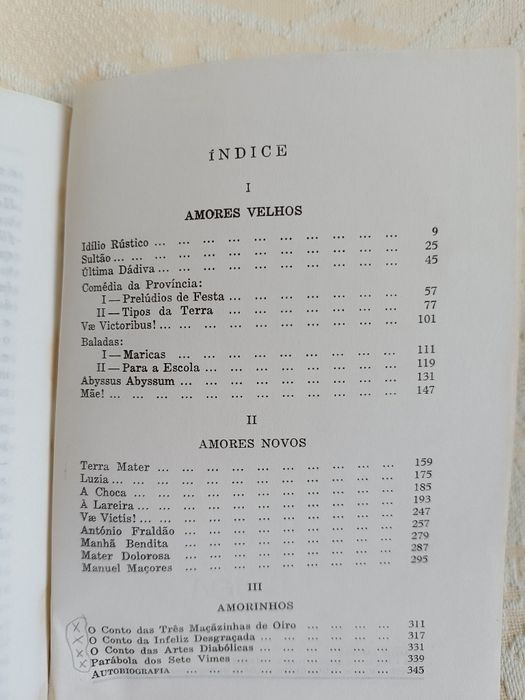 ÍNDICE
I
AMORES VELHOS
Idílio Rústico ... ... ... ... ... ... ... ... ... ... 9
Sultão ... ... ... ... ... ... ... ... ... ... ... ... 25
Última Dádiva ... ... ... ... ... ... ... ... ... ... 45
Comédia da Província:
I — Prelúdios de Festa ... ... ... ... ... ... ... 57
II — Tipos da Terra ... ... ... ... ... ... ... ... 77
Væ Victoribus! ... ... ... ... ... ... ... ... ... ... 101
Baladas:
I — Maricas ... ... ... ... ... ... ... ... ... 111
II — Para a Escola ... ... ... ... ... ... ... ... 119
Abyssus Abyssum ... ... ... ... ... ... ... ... ... 131
Mãe! ... ... ... ... ... ... ... ... ... ... ... ... 147
II
AMORES NOVOS
Terra Mater ... ... ... ... ... ... ... ... ... ... 159
Luzia ... ... ... ... ... ... ... ... ... ... ... ... 175
A Choca ... ... ... ... ... ... ... ... ... ... ... 185
À Lareira ... ... ... ... ... ... ... ... ... ... ... 193
Væ Victis! ... ... ... ... ... ... ... ... ... ... ... 247
António Fraldão ... ... ... ... ... ... ... ... ... 257
Manhã Bendita ... ... ... ... ... ... ... ... ... 279
Mater Dolorosa ... ... ... ... ... ... ... ... ... 287
Manuel Maçores ... ... ... ... ... ... ... ... ... 295
III
AMORINHOS
x O Conto das Três Maçãzinhas de Oiro ... ... ... ... 311
x O Conto da Infeliz Desgraçada ... ... ... ... ... ... 317
x O Conto das Artes Diabólicas ... ... ... ... ... ... 331
x Parábola dos Sete Vimes ... ... ... ... ... ... ... 339
AUTOBIOGRAFIA ... ... ... ... ... ... ... ... ... 345